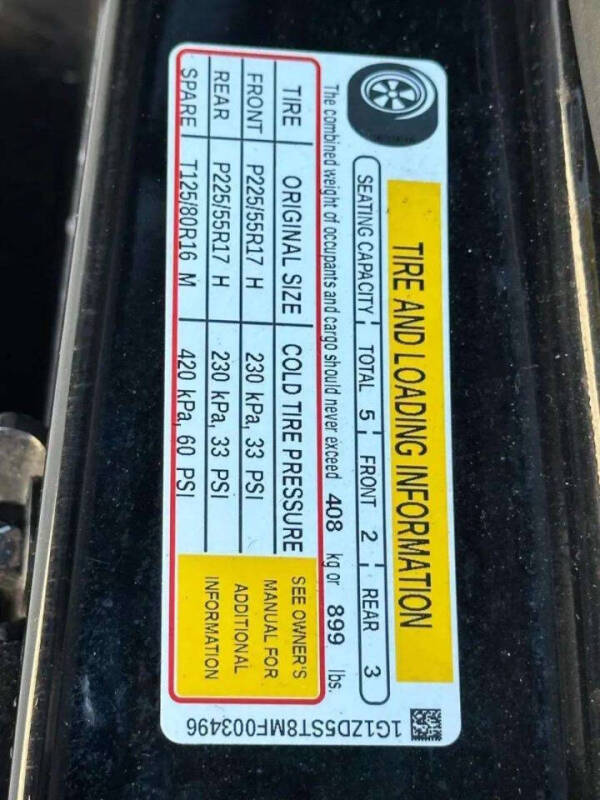 TIRE AND LOADING INFORMATION
SEATING CAPACITY TOTAL 5 FRONT 2 REAR 3
The combined weight of occupants and cargo should never exceed 408 kg or 899 lbs.
TIRE ORIGINAL SIZE COLD TIRE PRESSURE
FRONT P225/55R17 H 230 kPa, 33 PSI
REAR P225/55R17 H 230 kPa, 33 PSI
SPARE T125/80R16 M 420 kPa, 60 PSI
SEE OWNER'S
MANUAL FOR
ADDITIONAL
INFORMATION
1G1ZD5ST8MF003496